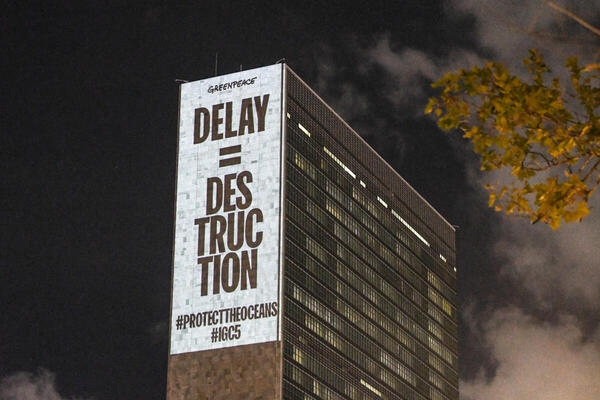 GREENPEACE
DELAY
=
DES
TRUC
TION
#PROTECTTHEOCEANS
#IGC5